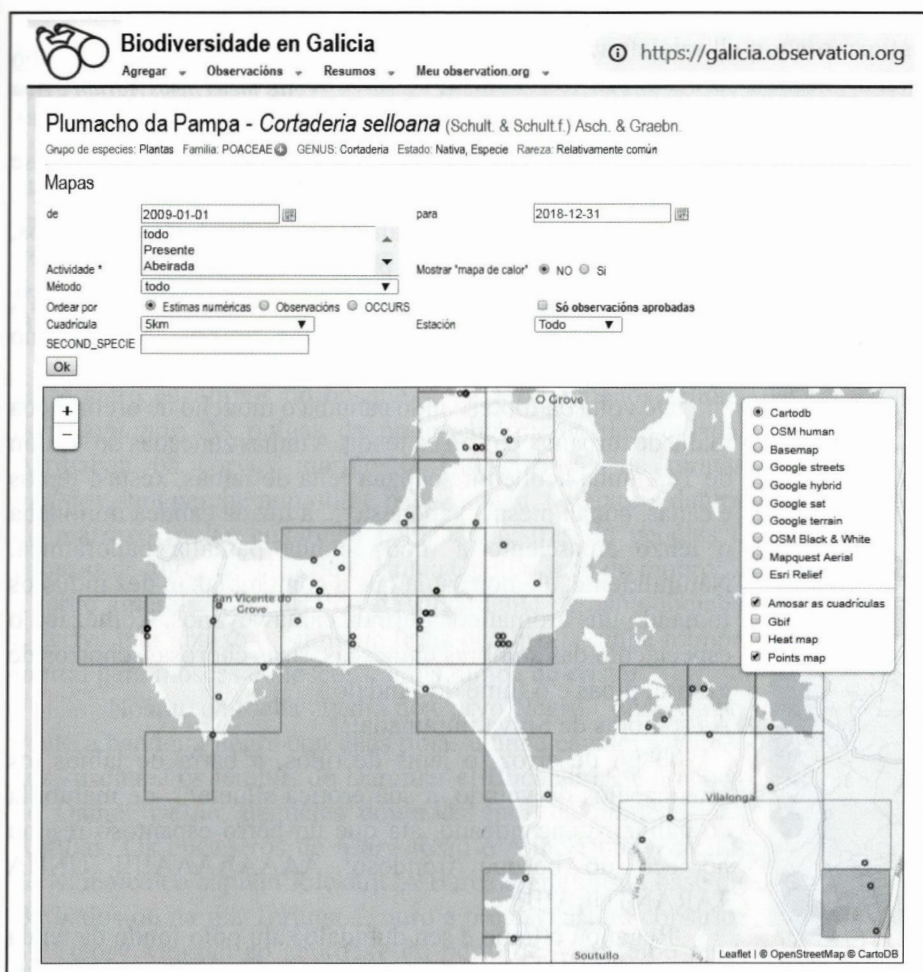 Biodiversidade en Galicia
https://galicia.observation.org
Agregar Observacións Resumos Meu observation.org
Plumacho da Pampa - Cortaderia selloana (Schult. & Schult.f.) Asch. & Graebn.
Grupo de especies: Plantas Familia: POACEAE GENUS: Cortaderia Estado: Nativa, Especie Rareza: Relativamente común
Mapas
de 2009-01-01 para 2018-12-31
todo
Presente
Actividade * Abeirada Mostrar "mapa de calor" NO Si
Método todo
Ordear por Estimas numéricas Observacións OCCURS Só observacións aprobadas
Cuadrícula 5km Estación Todo
SECOND_SPECIE
Ok
+
−
O Grove
Cartodb
OSM human
Basemap
Google streets
Google hybrid
Google sat
Google terrain
OSM Black & White
Mapquest Aerial
Esri Relief
Amosar as cuadrículas
Gbif
Heat map
Points map
San Vicente do
Grove
Vilalonga
Soutullo
Leaflet | © OpenStreetMap © CartoDB